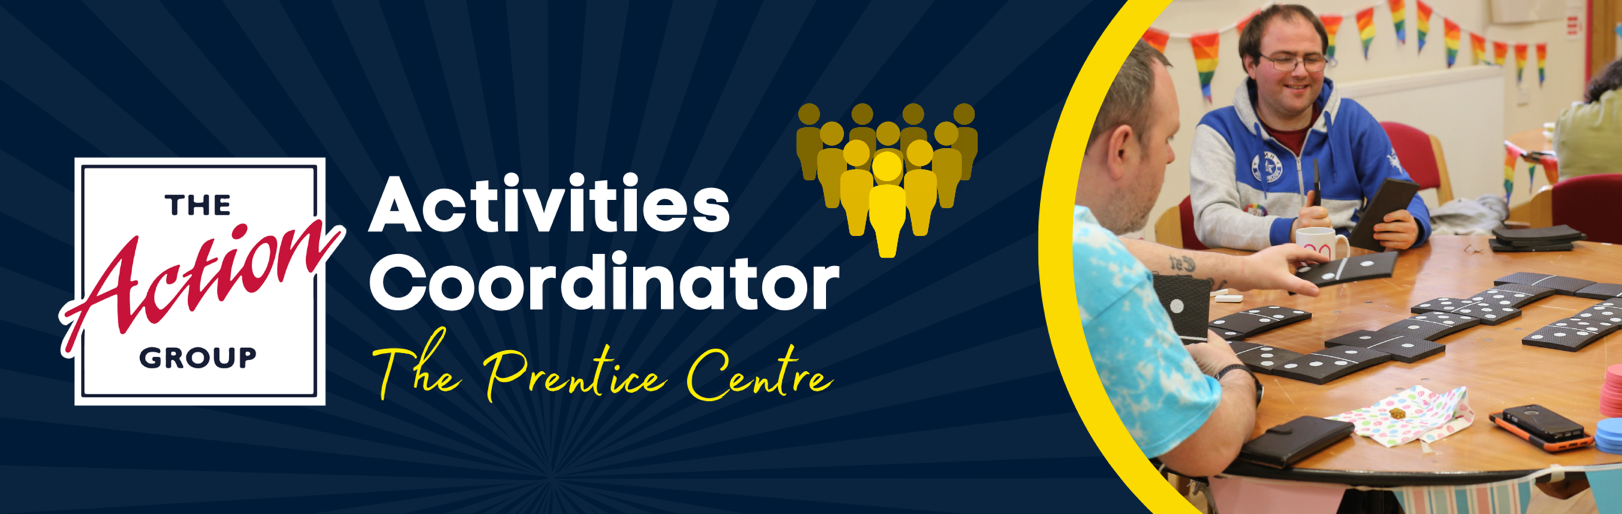 THE
Action
GROUP
Activities
Coordinator
The Prentice Centre